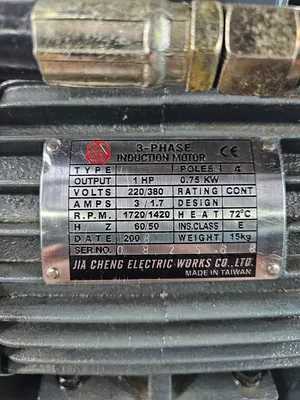 3-PHASE
INDUCTION MOTOR
TYPE POLES 4
OUTPUT 1 HP 0.75 KW
VOLTS 220/380 RATING CONT
AMPS 3/1.7 DESIGN
R.P.M. 1720/1420 HEAT 72°C
HZ 60/50 INS.CLASS E
DATE 200 WEIGHT 15kg
SER.NO.
JIA CHENG ELECTRIC WORKS CO., LTD.
MADE IN TAIWAN